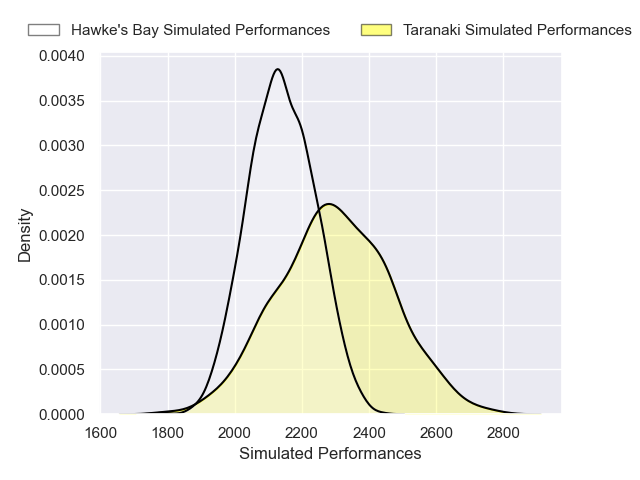 Hawke's Bay Simulated Performances Taranaki Simulated Performances
0.0040
0.0035
0.0030
0.0025
0.0020
0.0015
0.0010
0.0005
0.0000
Density
1600 1800 2000 2200 2400 2600 2800
Simulated Performances